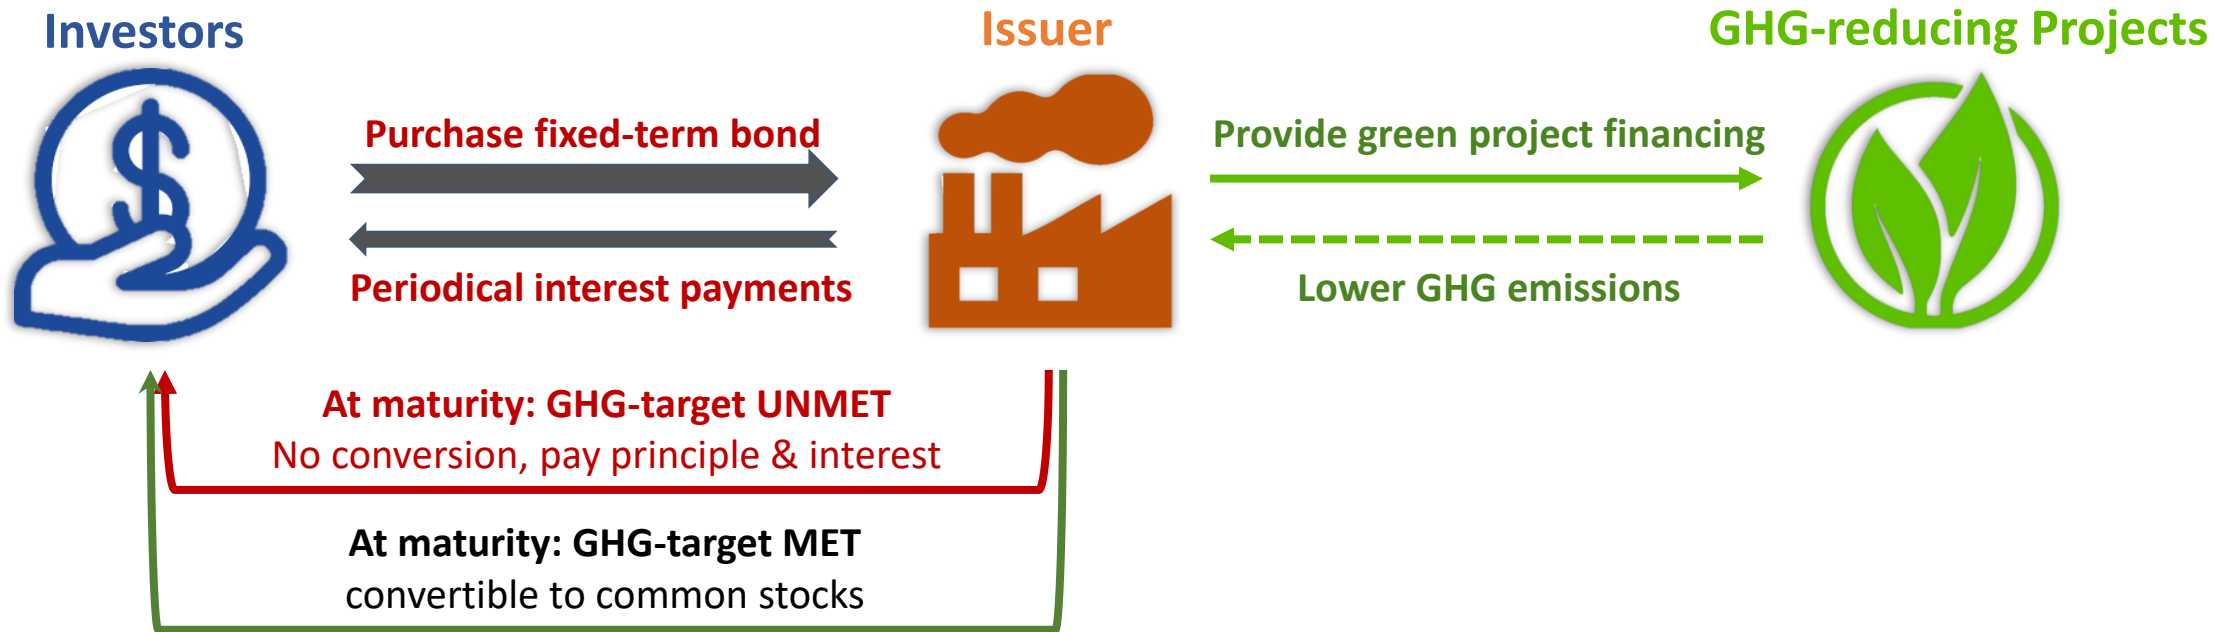 Investors
Issuer
GHG-reducing Projects
Purchase fixed-term bond
Provide green project financing
Periodical interest payments
Lower GHG emissions
At maturity: GHG-target UNMET
No conversion, pay principle & interest
At maturity: GHG-target MET
convertible to common stocks